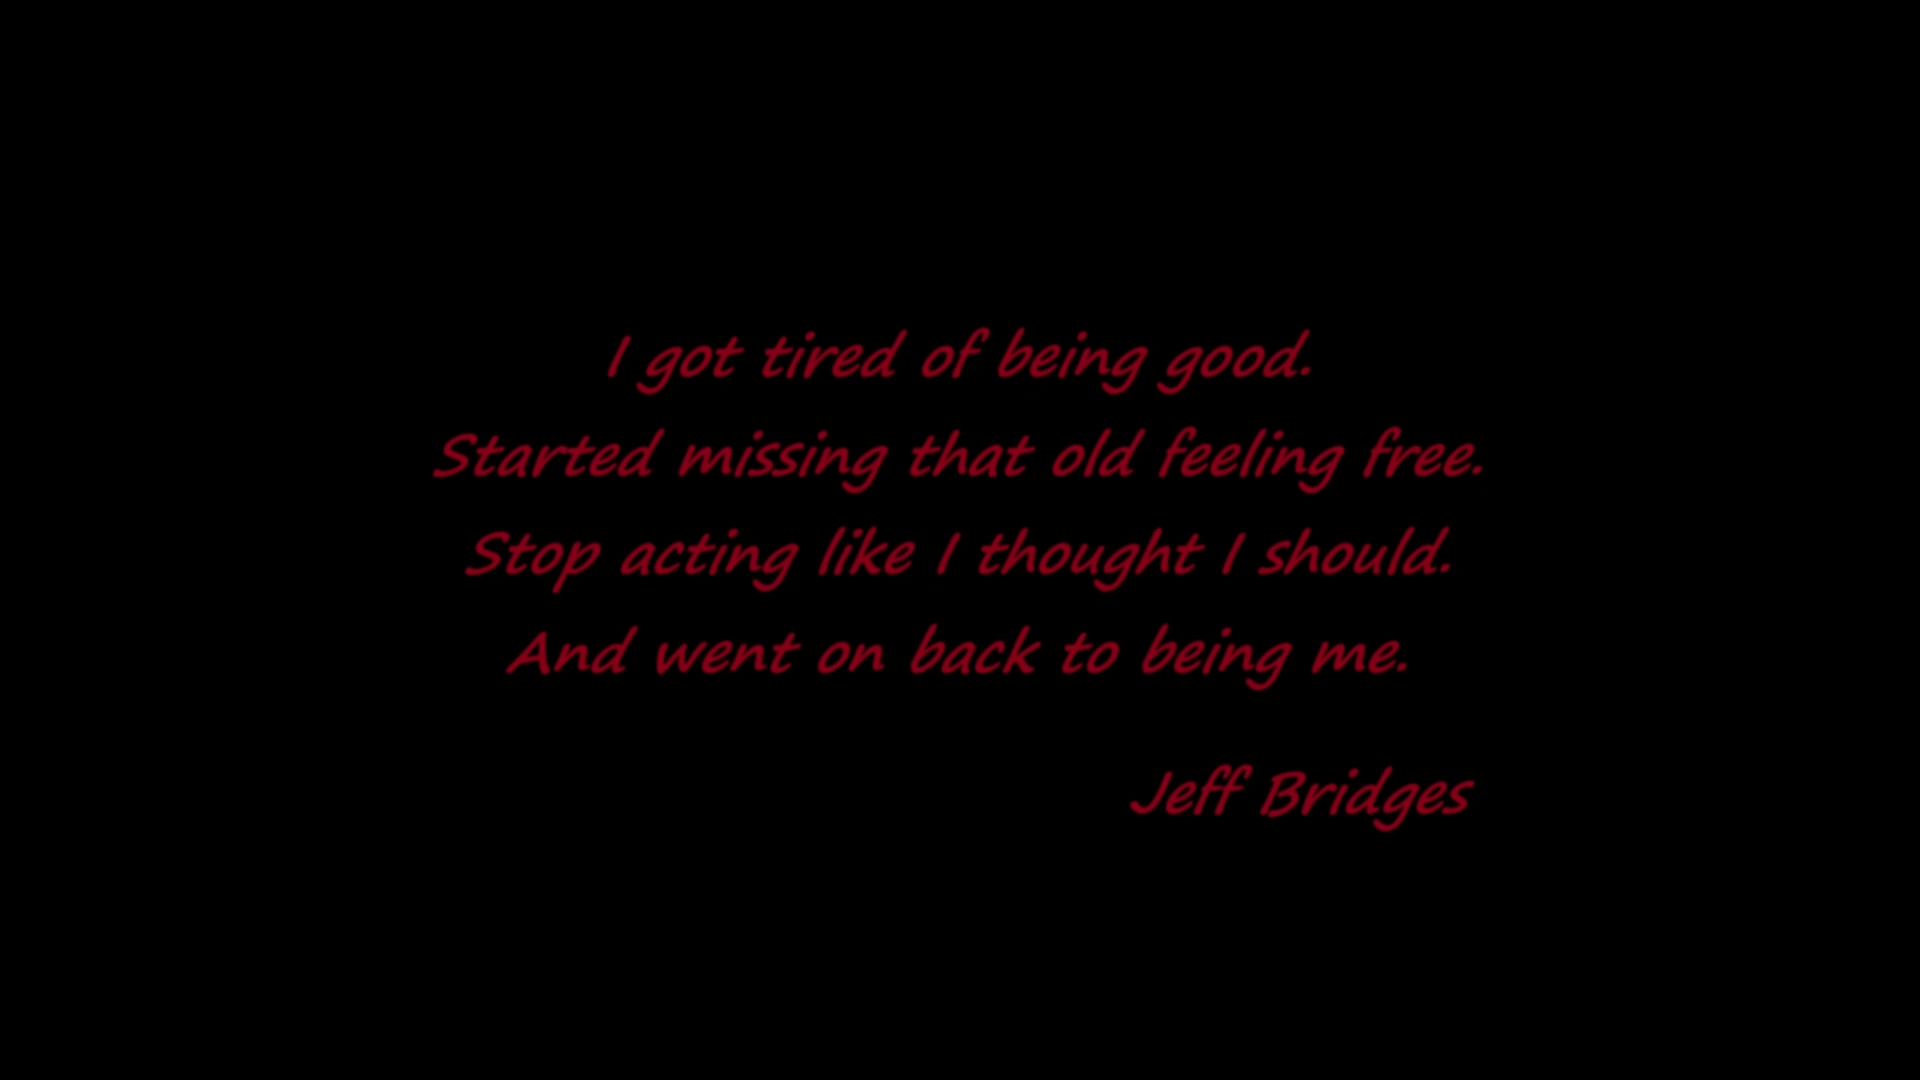 I got tired of being good.
Started missing that old feeling free.
Stop acting like I thought I should.
And went on back to being me.
Jeff Bridges